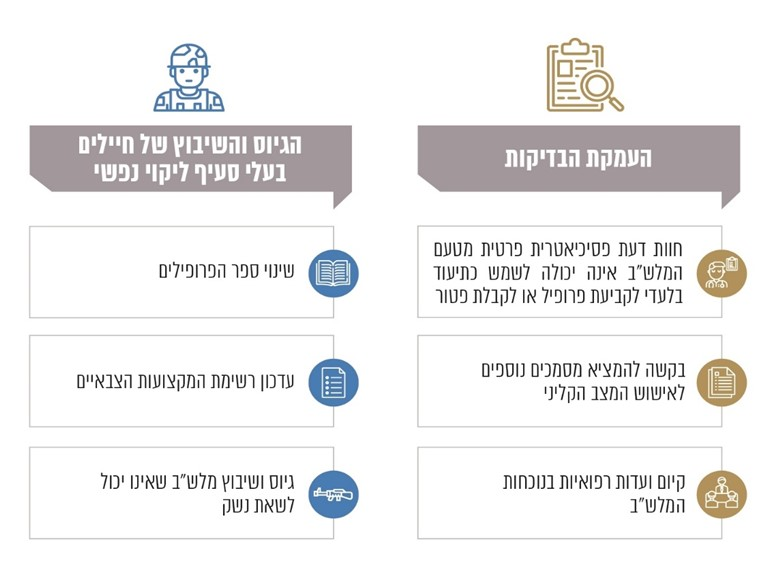 העמקת הבדיקות
חוות דעת פסיכיאטרית פרטית מטעם
המלש"ב אינה יכולה לשמש כתיעוד
בלעדי לקביעת פרופיל או לקבלת פטור
בקשה להמציא מסמכים נוספים
לאישוש המצב הקליני
קיום ועדות רפואיות בנוכחות
המלש"ב
הגיוס והשיבוץ של חיילים
בעלי סעיף ליקוי נפשי
שינוי ספר הפרופילים
עדכון רשימת המקצועות הצבאיים
גיוס ושיבוץ מלש"ב שאינו יכול
לשאת נשק